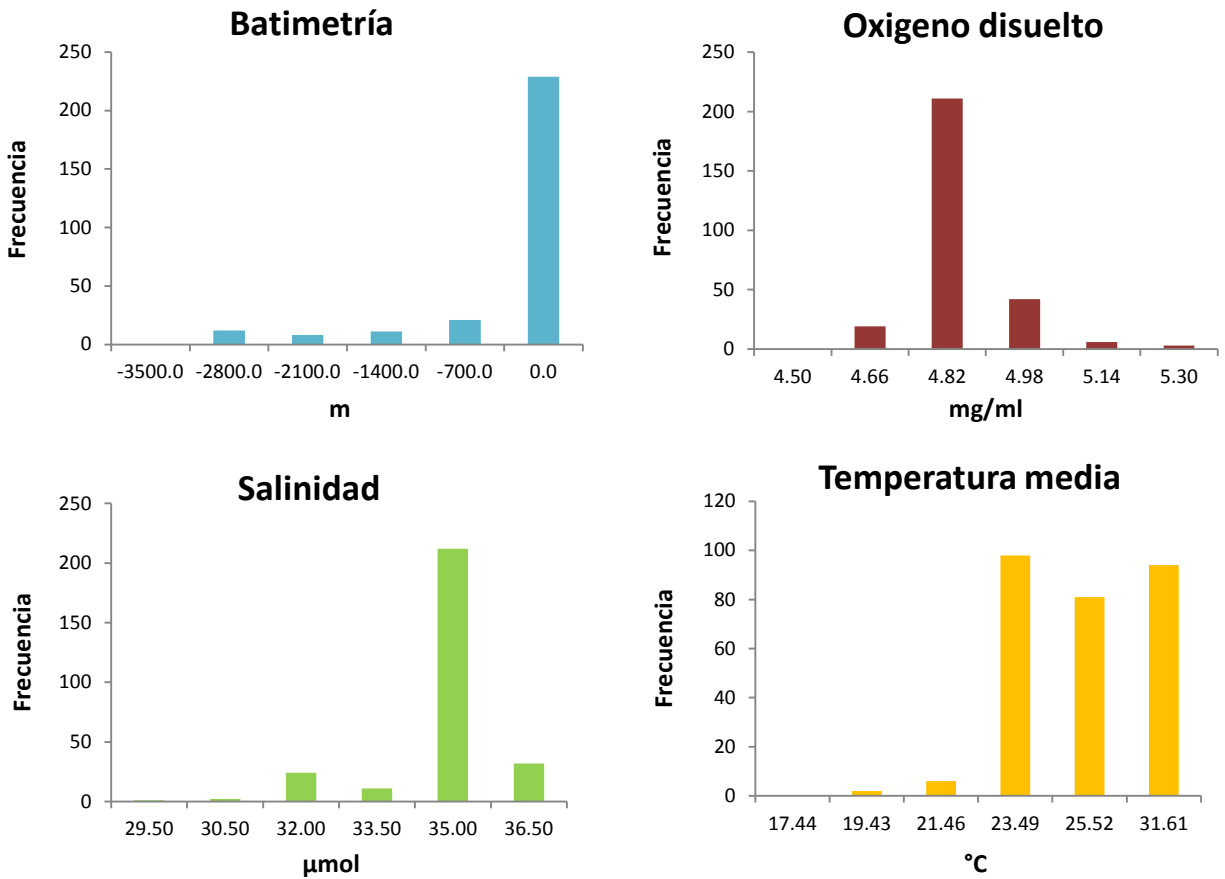 Batimetría
250
200
150
100
50
0
Frecuencia
-3500.0 -2800.0 -2100.0 -1400.0 -700.0 0.0
m
Oxigeno disuelto
250
200
150
100
50
0
Frecuencia
4.50 4.66 4.82 4.98 5.14 5.30
mg/ml
Salinidad
250
200
150
100
50
0
Frecuencia
29.50 30.50 32.00 33.50 35.00 36.50
μmol
Temperatura media
120
100
80
60
40
20
0
Frecuencia
17.44 19.43 21.46 23.49 25.52 31.61
°C